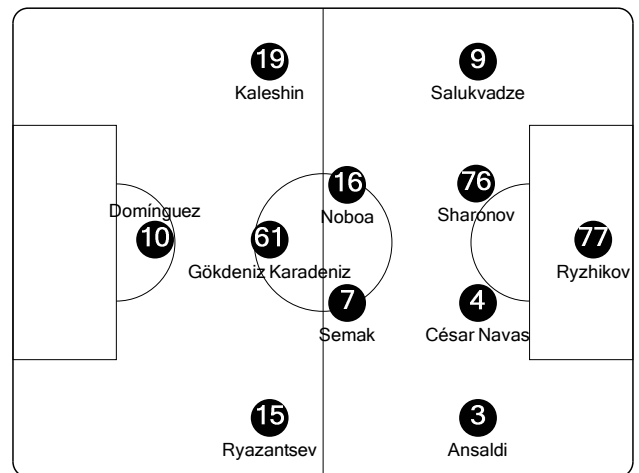 19
Kaleshin
9
Salukvadze
16
Noboa
76
Sharonov
Domínguez
10
61
Gökdeniz Karadeniz
77
Ryzhikov
7
Semak
4
César Navas
15
Ryazantsev
3
Ansaldi